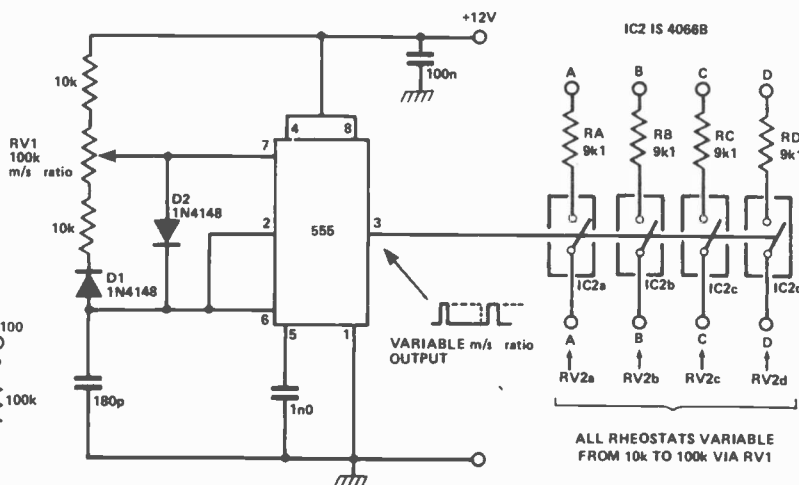 +12V
IC2 IS 4066B
10k
100n
A
B
C
D
RV1
100k
m/s ratio
7
4
8
RA
9k1
RB
9k1
RC
9k1
RD
9k1
10k
D2
1N4148
2
555
3
D1
1N4148
6
5
1
IC2a
IC2b
IC2c
100
100k
180p
1n0
VARIABLE m/s ratio
OUTPUT
A
B
C
D
RV2a
RV2b
RV2c
RV2d
ALL RHEOSTATS VARIABLE
FROM 10k TO 100k VIA RV1